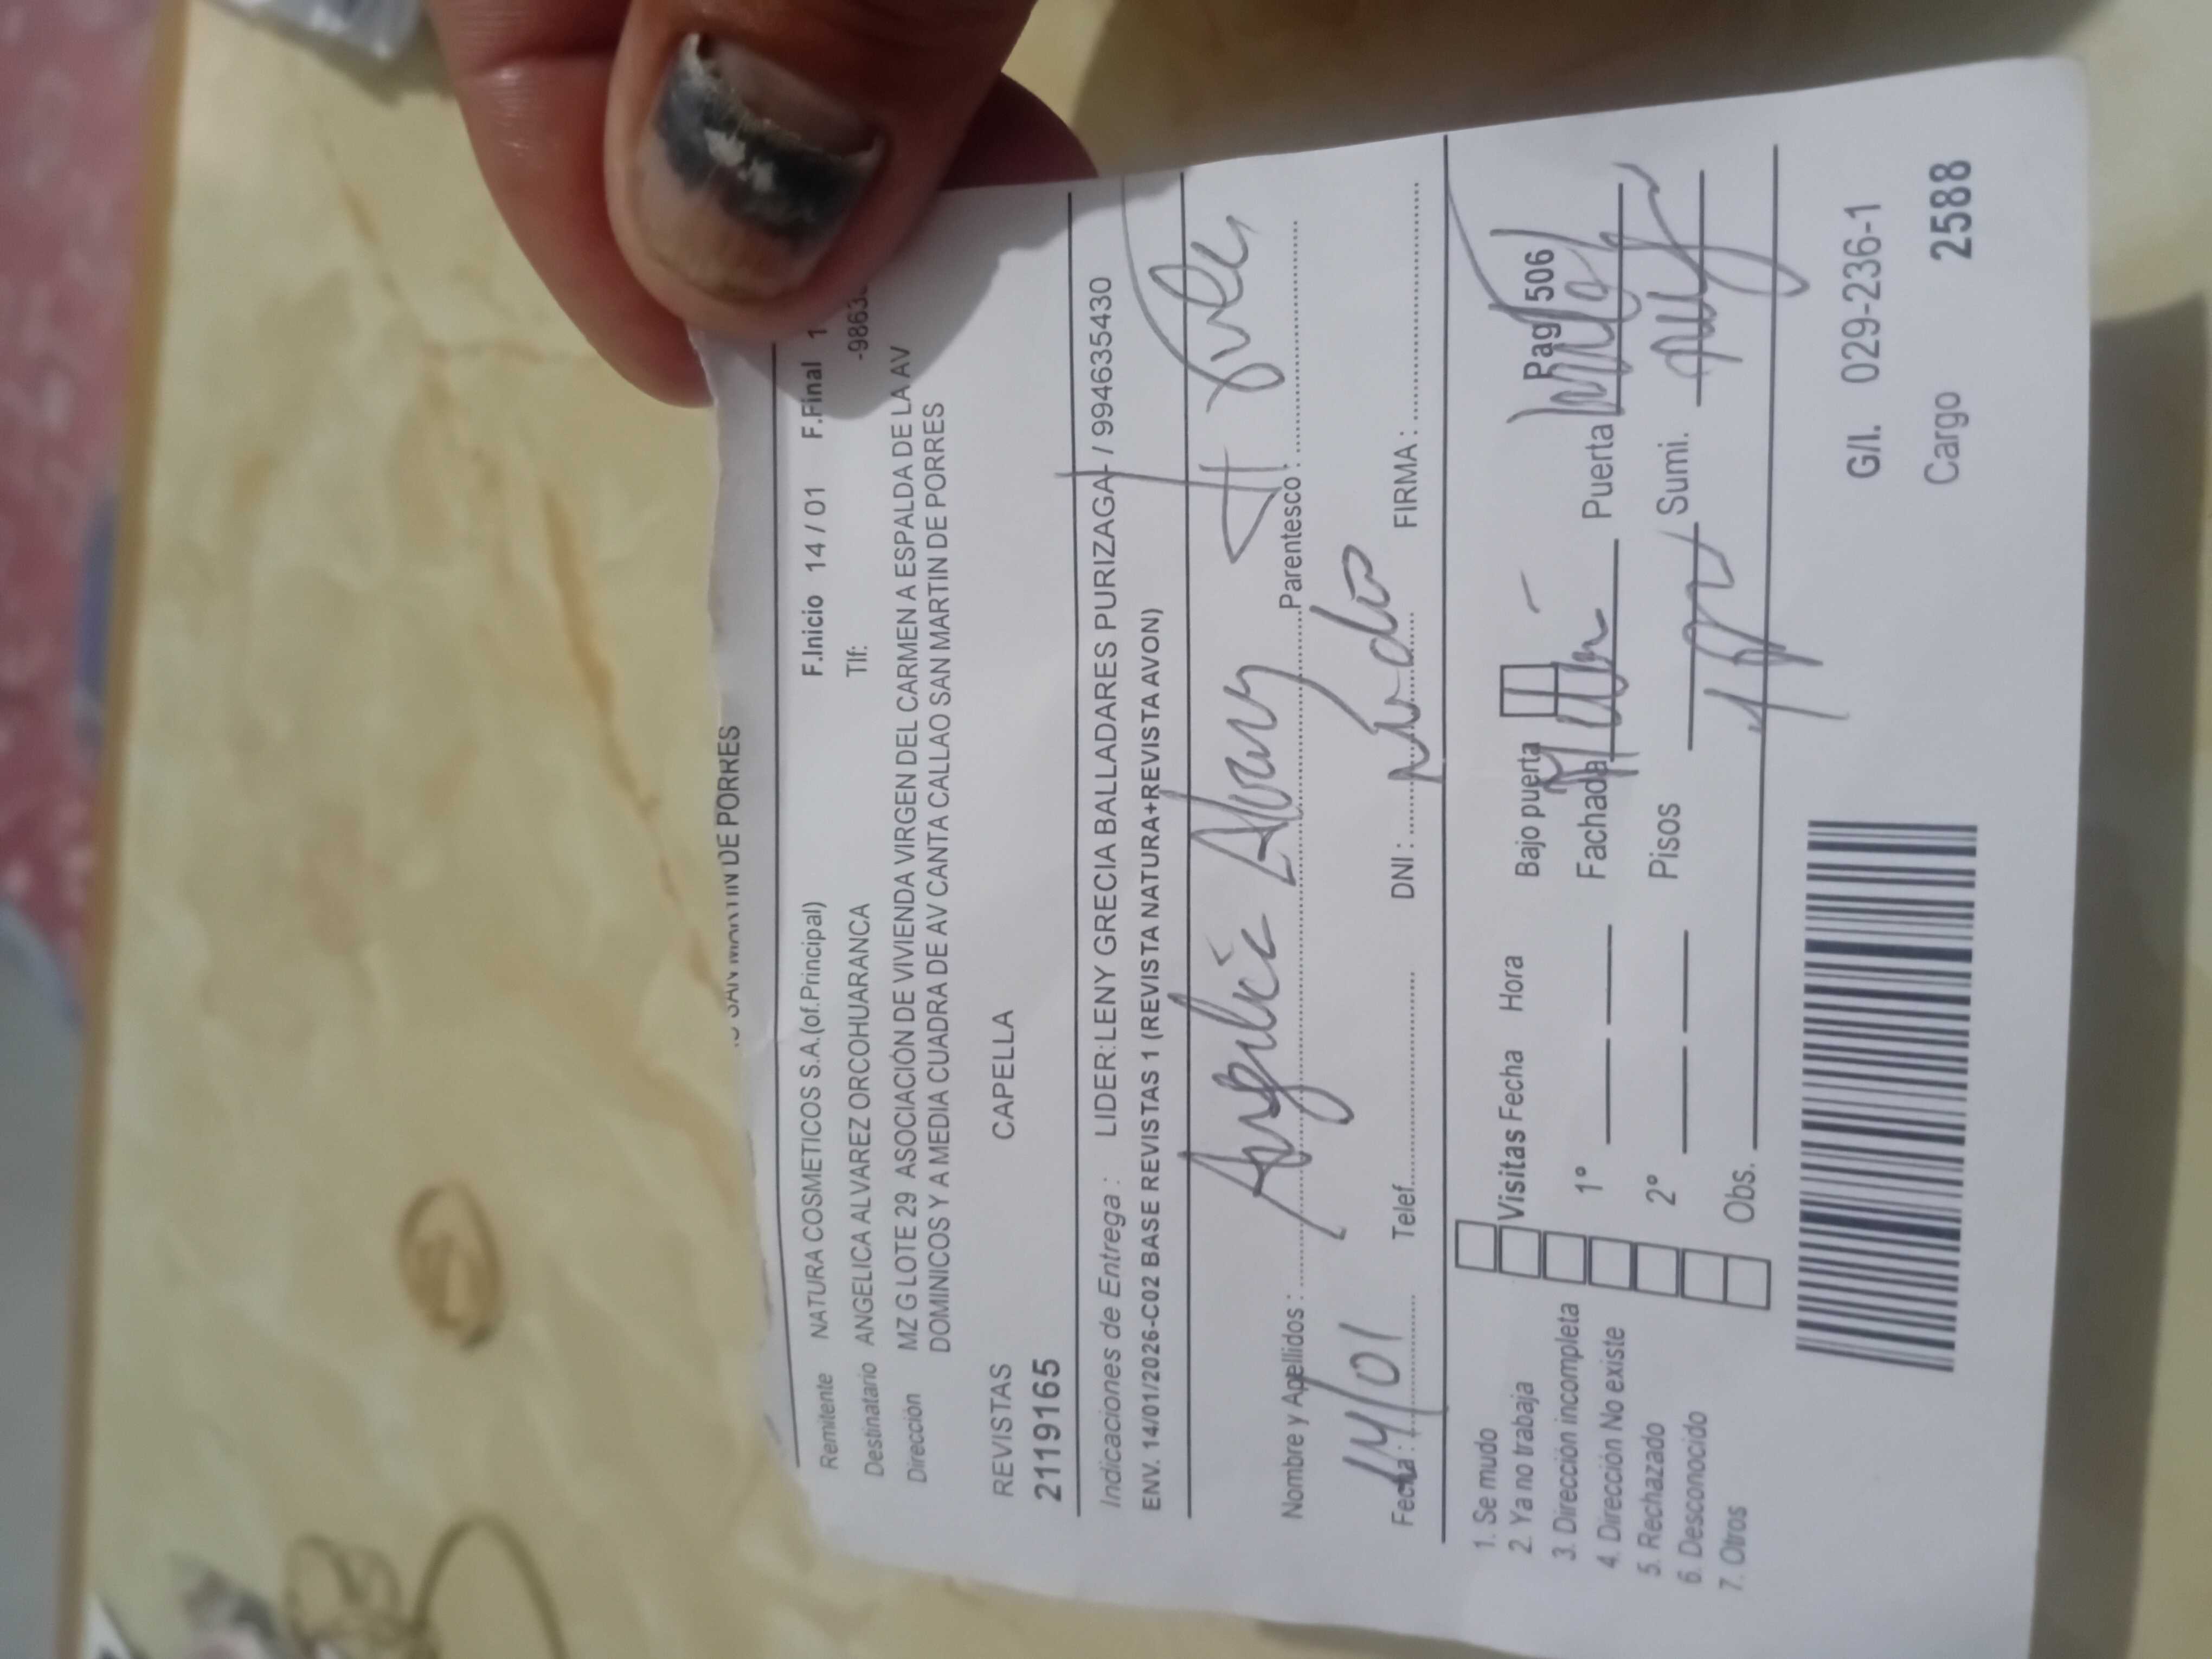 SAN MARTIN DE PORRES
Remitente NATURA COSMETICOS S.A.(of.Principal) F.Inicio 14 / 01 F.Final 1
Destinatario ANGELICA ALVAREZ ORCOHUARANCA Tlf: -9863
Dirección MZ G LOTE 29 ASOCIACIÓN DE VIVIENDA VIRGEN DEL CARMEN A ESPALDA DE LA AV
DOMINICOS Y A MEDIA CUADRA DE AV CANTA CALLAO SAN MARTIN DE PORRES
REVISTAS CAPELLA
2119165
Indicaciones de Entrega : LIDER:LENY GRECIA BALLADARES PURIZAGA- / 994635430
ENV. 14/01/2026-C02 BASE REVISTAS 1 (REVISTA NATURA+REVISTA AVON)
Nombre y Apellidos : Angelic Alvarez Parentesco :
Fecha : 14/01 Telef. DNI : FIRMA :
1. Se mudo Visitas Fecha Hora Bajo puerta Pag 506
2. Ya no trabaja
3. Dirección incompleta 1° Fachada Puerta
4. Dirección No existe
5. Rechazado 2° Pisos Sumi.
6. Desconocido
7. Otros Obs.
G/I. 029-236-1
Cargo 2588